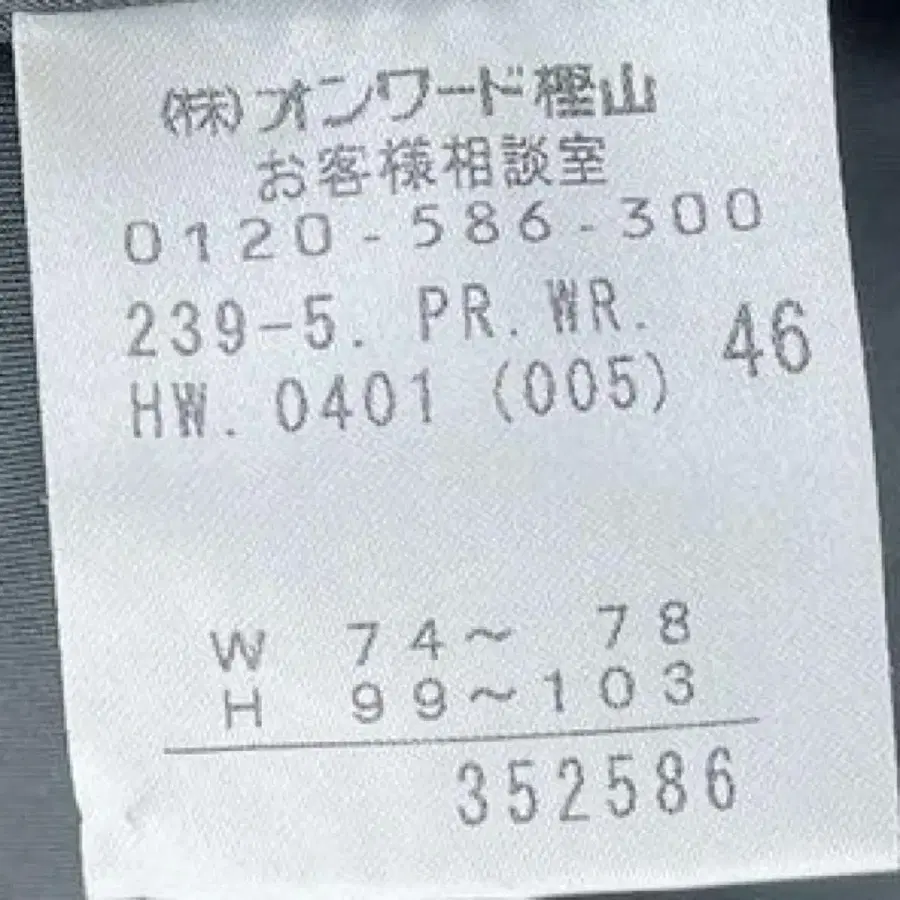 (株)オンワード樫山
お客様相談室
0120-586-300
239-5. PR. WR. 46
HW. 0401 (005)
W 74～ 78
H 99～103
352586